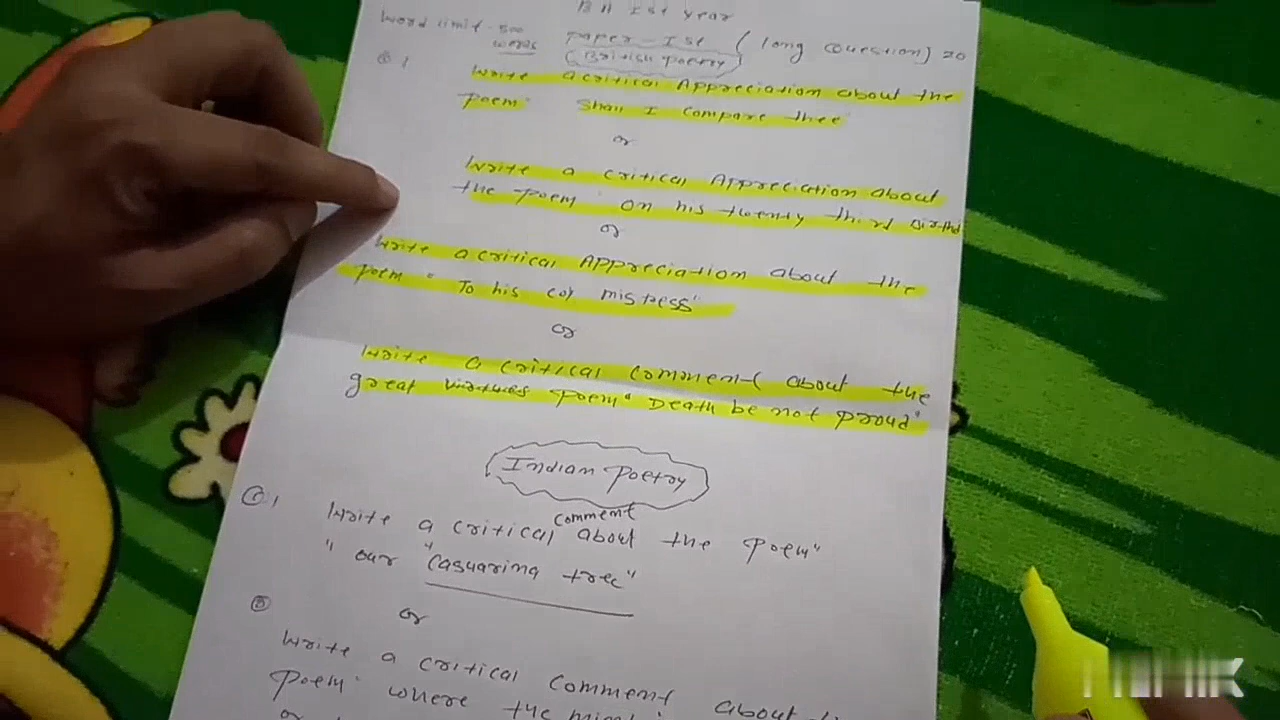 BA Ist year
Word limit - 500 words
Paper - Ist (long Question) 20
(British poetry)
Q 1
Write a critical Appreciation about the
poem " Shall I compare thee "
or
Write a critical Appreciation about
the poem " on his twenty third Birthd
or
Write a critical Appreciation about the
poem " To his coy mistress "
or
Write a critical comment about the
great virtues poem " Death be not proud "
Indian Poetry
Q.1 Write a critical comment about the poem "
" our "casuarina tree "
or
Write a critical comment about
poem " where the mind
or